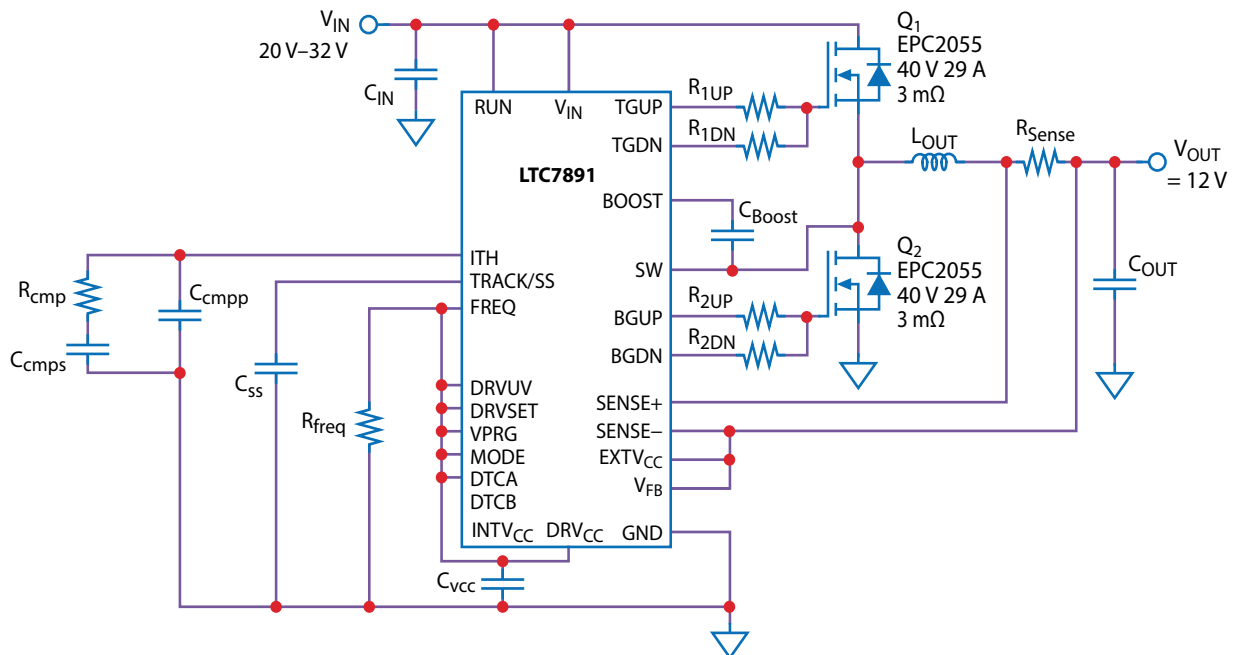 V_IN
20 V–32 V
C_IN
RUN
V_IN
LTC7891
TGUP
TGDN
BOOST
SW
BGUP
BGDN
SENSE+
SENSE–
EXTV_CC
V_FB
GND
ITH
TRACK/SS
FREQ
DRVUV
DRVSET
VPRG
MODE
DTCA
DTCB
INTV_CC
DRV_CC
R_1UP
R_1DN
C_Boost
R_2UP
R_2DN
Q_1
EPC2055
40 V 29 A
3 mΩ
L_OUT
R_Sense
V_OUT
= 12 V
Q_2
EPC2055
40 V 29 A
3 mΩ
C_OUT
R_cmp
C_cmpp
C_cmps
C_ss
R_freq
C_vcc